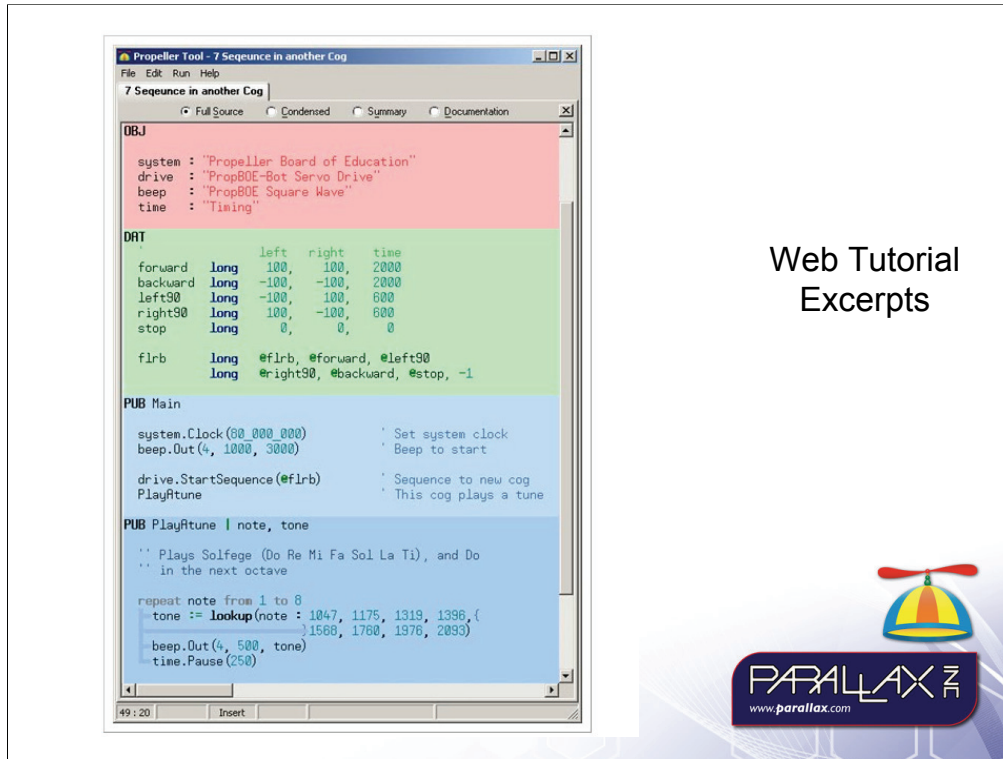 Propeller Tool - 7 Seqeunce in another Cog
File Edit Run Help
7 Seqeunce in another Cog
Full Source Condensed Summary Documentation
OBJ
system : "Propeller Board of Education"
drive : "PropBOE-Bot Servo Drive"
beep : "PropBOE Square Wave"
time : "Timing"
DAT
' left right time
forward long 100, 100, 2000
backward long -100, -100, 2000
left90 long -100, 100, 600
right90 long 100, -100, 600
stop long 0, 0, 0
flrb long @flrb, @forward, @left90
long @right90, @backward, @stop, -1
PUB Main
system.Clock(80_000_000) ' Set system clock
beep.Out(4, 1000, 3000) ' Beep to start
drive.StartSequence(@flrb) ' Sequence to new cog
PlayAtune ' This cog plays a tune
PUB PlayAtune | note, tone
'' Plays Solfege (Do Re Mi Fa Sol La Ti), and Do
'' in the next octave
repeat note from 1 to 8
tone := lookup(note : 1047, 1175, 1319, 1396,{
}1568, 1760, 1976, 2093)
beep.Out(4, 500, tone)
time.Pause(250)
49 : 20 Insert
Web Tutorial
Excerpts
PARALLAX INC
www.parallax.com